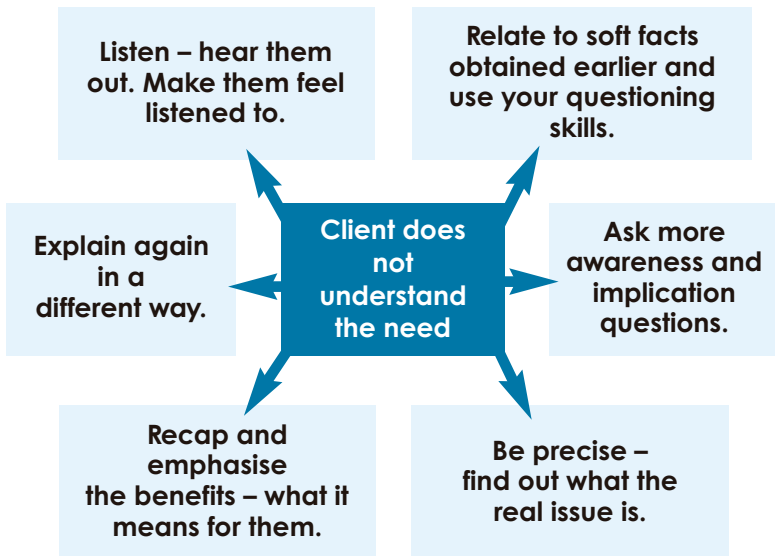 Listen – hear them
out. Make them feel
listened to.
Relate to soft facts
obtained earlier and
use your questioning
skills.
Explain again
in a
different way.
Client does
not
understand
the need
Ask more
awareness and
implication
questions.
Recap and
emphasise
the benefits – what it
means for them.
Be precise –
find out what the
real issue is.